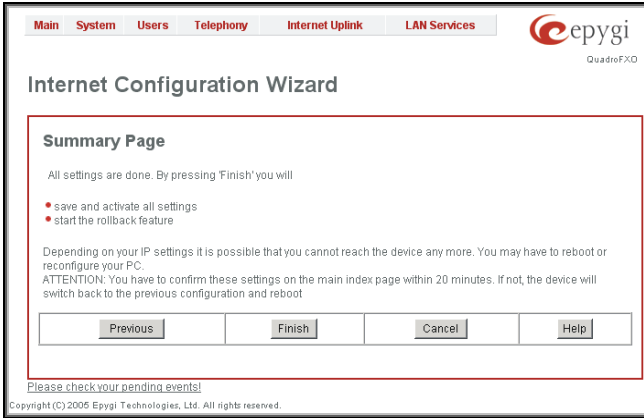 Main System Users Telephony Internet Uplink LAN Services
epygi
QuadroFXO
Internet Configuration Wizard
Summary Page
All settings are done. By pressing 'Finish' you will
save and activate all settings
start the rollback feature
Depending on your IP settings it is possible that you cannot reach the device any more. You may have to reboot or
reconfigure your PC.
ATTENTION: You have to confirm these settings on the main index page within 20 minutes. If not, the device will
switch back to the previous configuration and reboot
Previous Finish Cancel Help
Please check your pending events!
Copyright (C) 2005 Epygi Technologies, Ltd. All rights reserved.